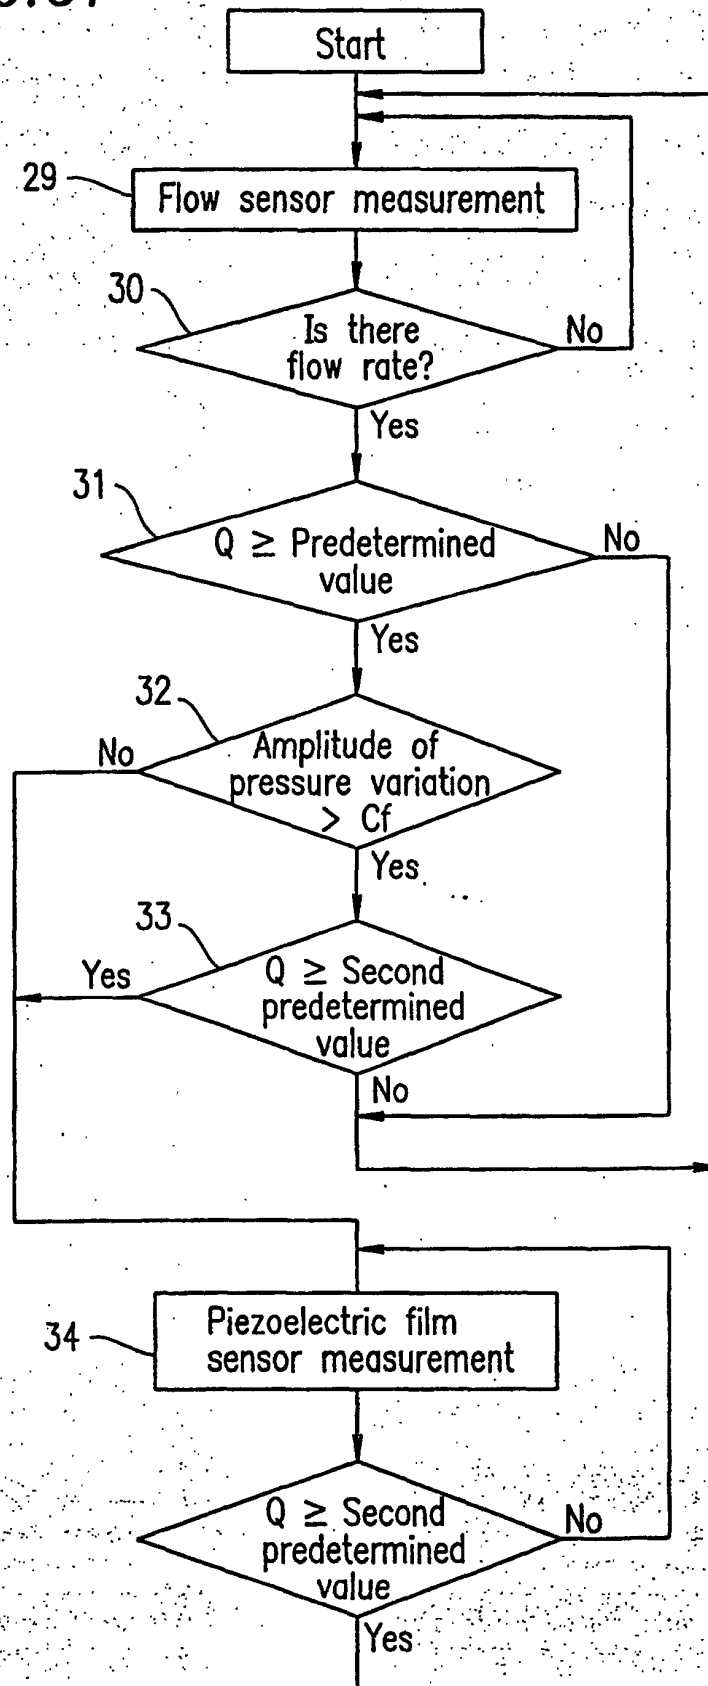 Start
29
Flow sensor measurement
30
Is there
flow rate?
No
Yes
31
Q ≥ Predetermined
value
No
Yes
32
No
Amplitude of
pressure variation
> Cf
Yes
33
Yes
Q ≥ Second
predetermined
value
No
34
Piezoelectric film
sensor measurement
Q ≥ Second
predetermined
value
No
Yes